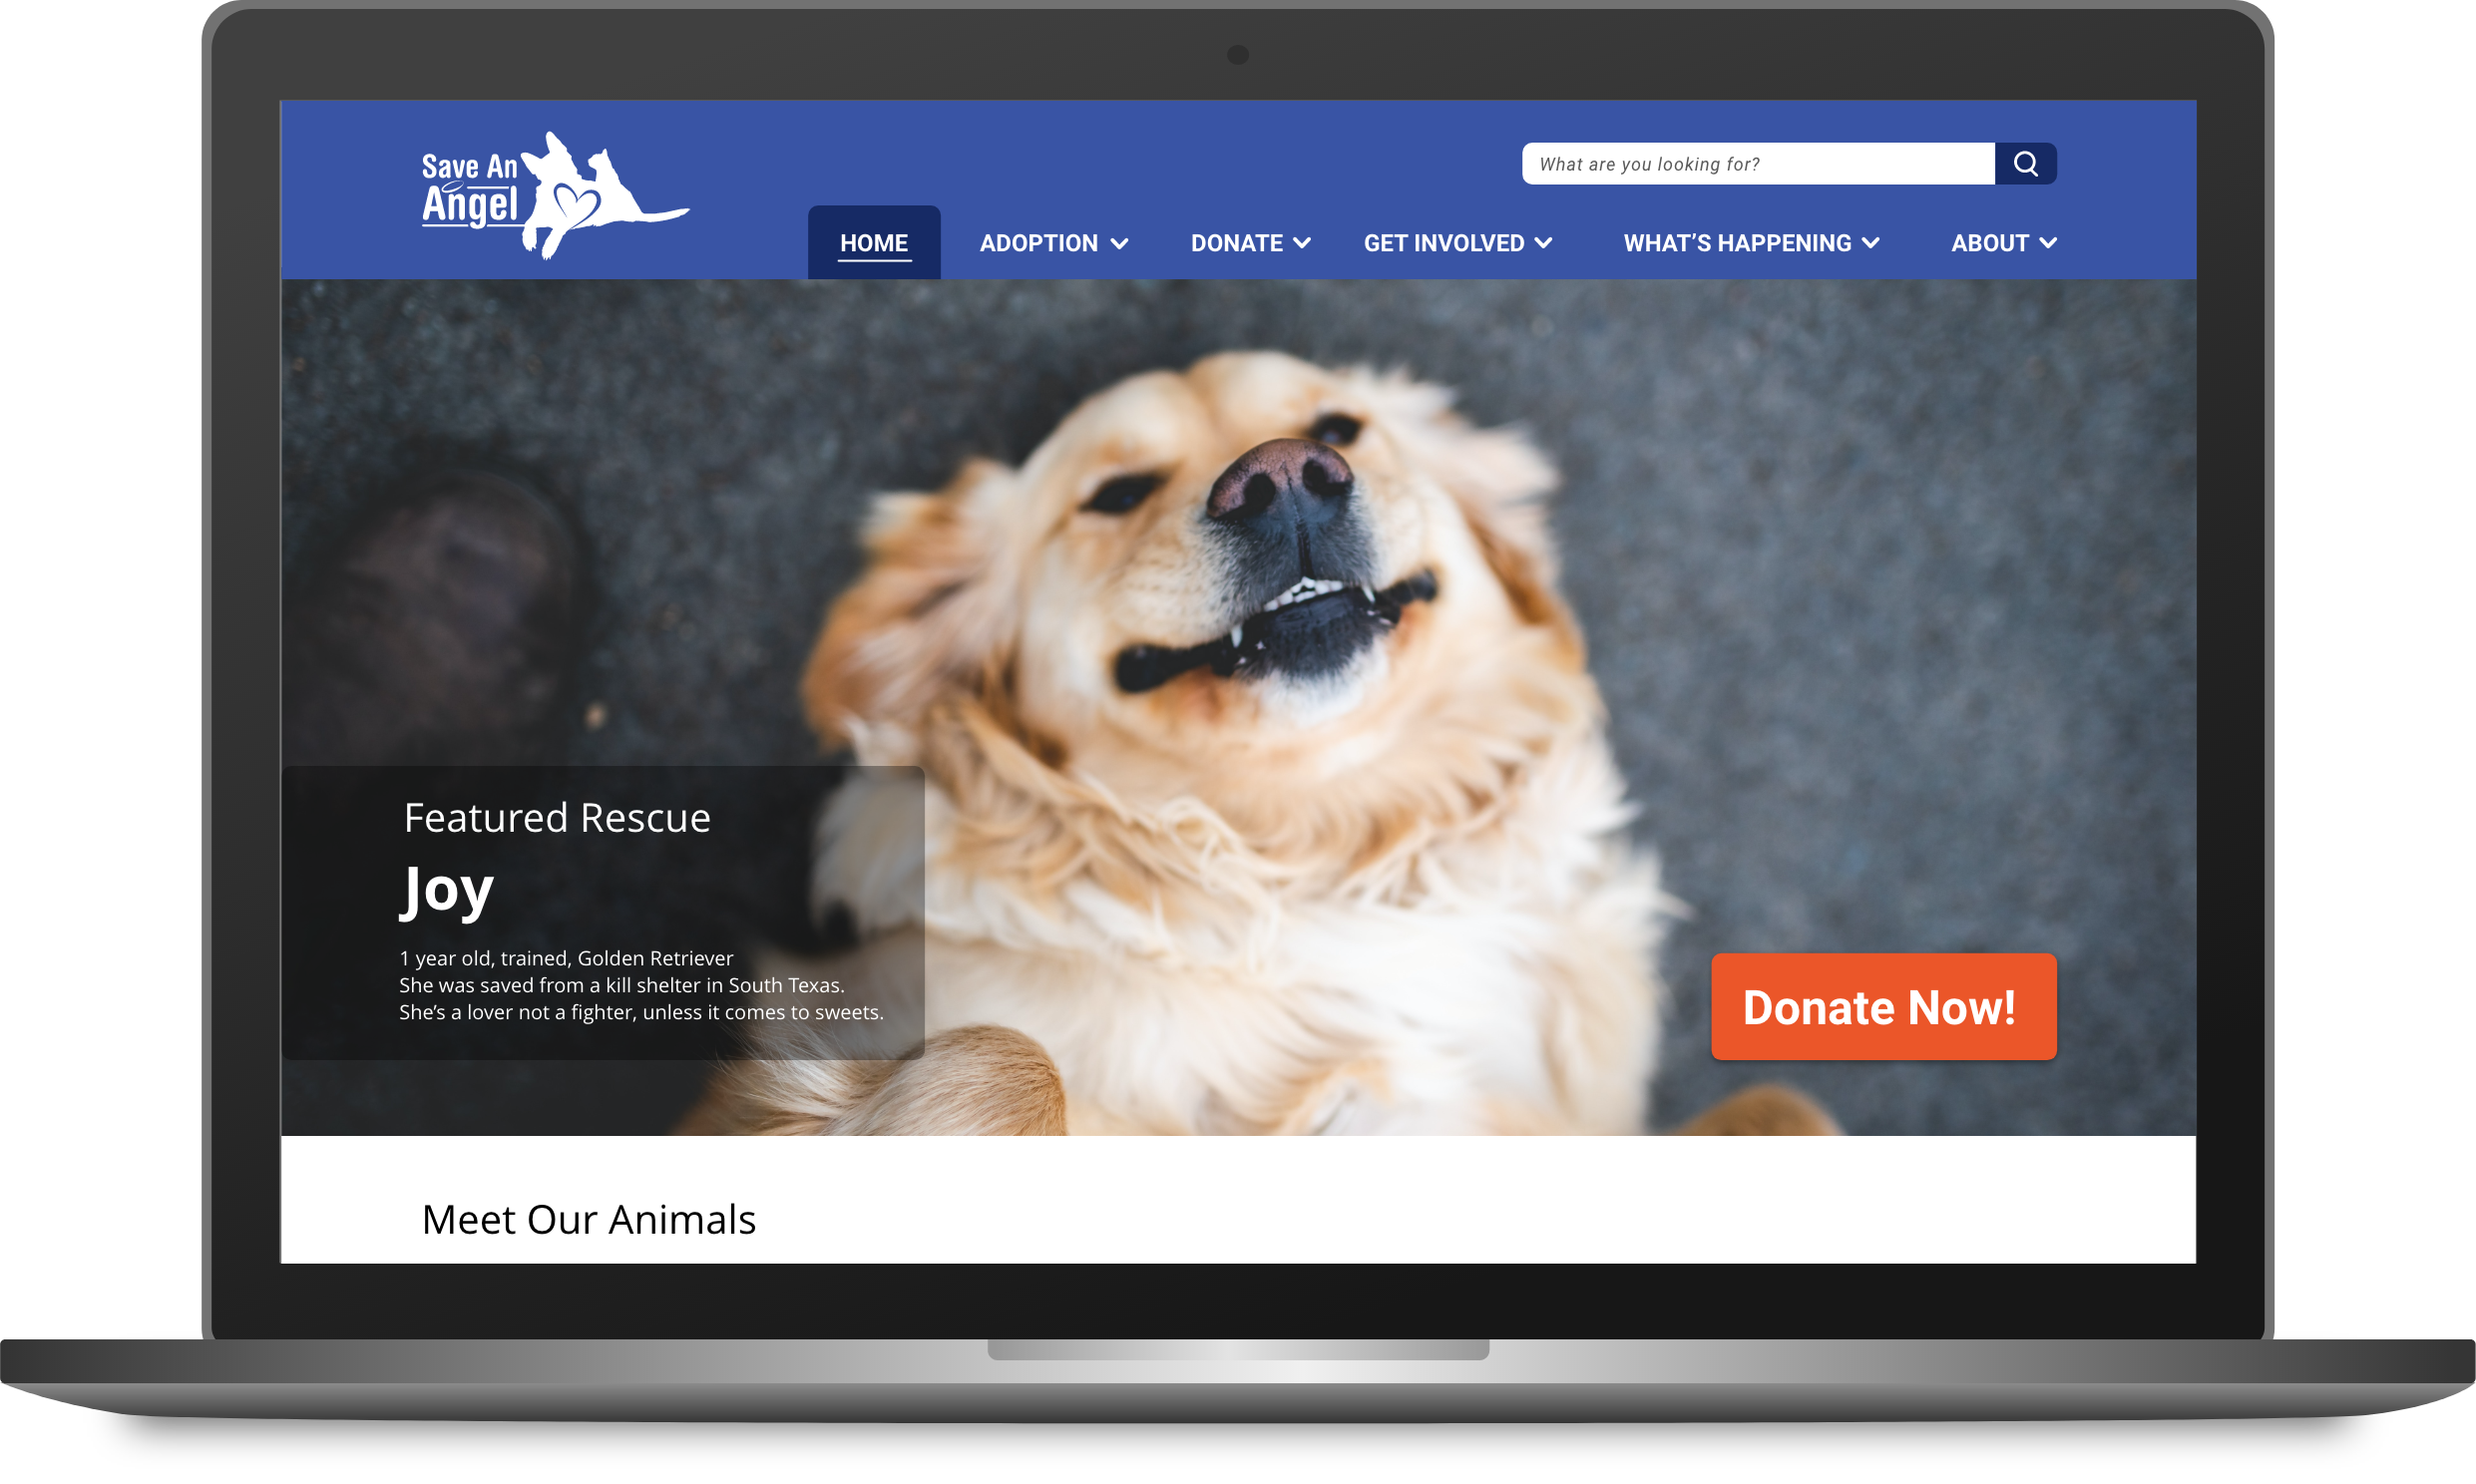 Save An
Angel
What are you looking for?
HOME ADOPTION DONATE GET INVOLVED WHAT’S HAPPENING ABOUT
Featured Rescue
Joy
1 year old, trained, Golden Retriever
She was saved from a kill shelter in South Texas.
She’s a lover not a fighter, unless it comes to sweets.
Donate Now!
Meet Our Animals